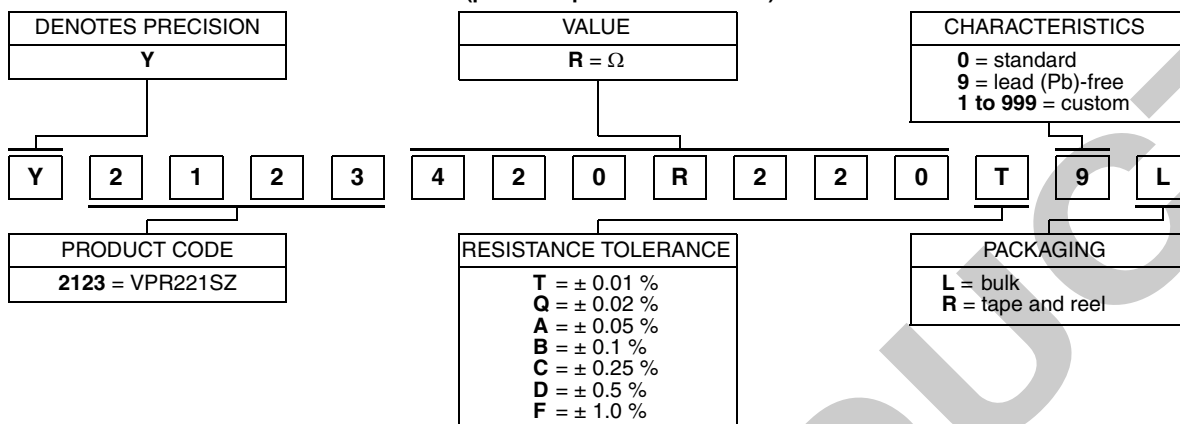 DENOTES PRECISION
Y
VALUE
R = Ω
CHARACTERISTICS
0 = standard
9 = lead (Pb)-free
1 to 999 = custom
Y 2 1 2 3 4 2 0 R 2 2 0 T 9 L
PRODUCT CODE
2123 = VPR221SZ
RESISTANCE TOLERANCE
T = ± 0.01 %
Q = ± 0.02 %
A = ± 0.05 %
B = ± 0.1 %
C = ± 0.25 %
D = ± 0.5 %
F = ± 1.0 %
PACKAGING
L = bulk
R = tape and reel